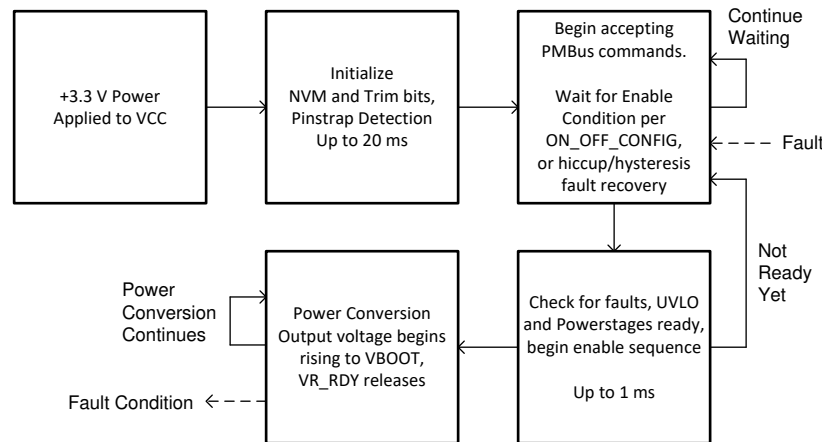 +3.3 V Power
Applied to VCC
Initialize
NVM and Trim bits,
Pinstrap Detection
Up to 20 ms
Begin accepting
PMBus commands.
Wait for Enable
Condition per
ON_OFF_CONFIG,
or hiccup/hysteresis
fault recovery
Continue
Waiting
Fault
Not
Ready
Yet
Check for faults, UVLO
and Powerstages ready,
begin enable sequence
Up to 1 ms
Power Conversion
Output voltage begins
rising to VBOOT,
VR_RDY releases
Power
Conversion
Continues
Fault Condition